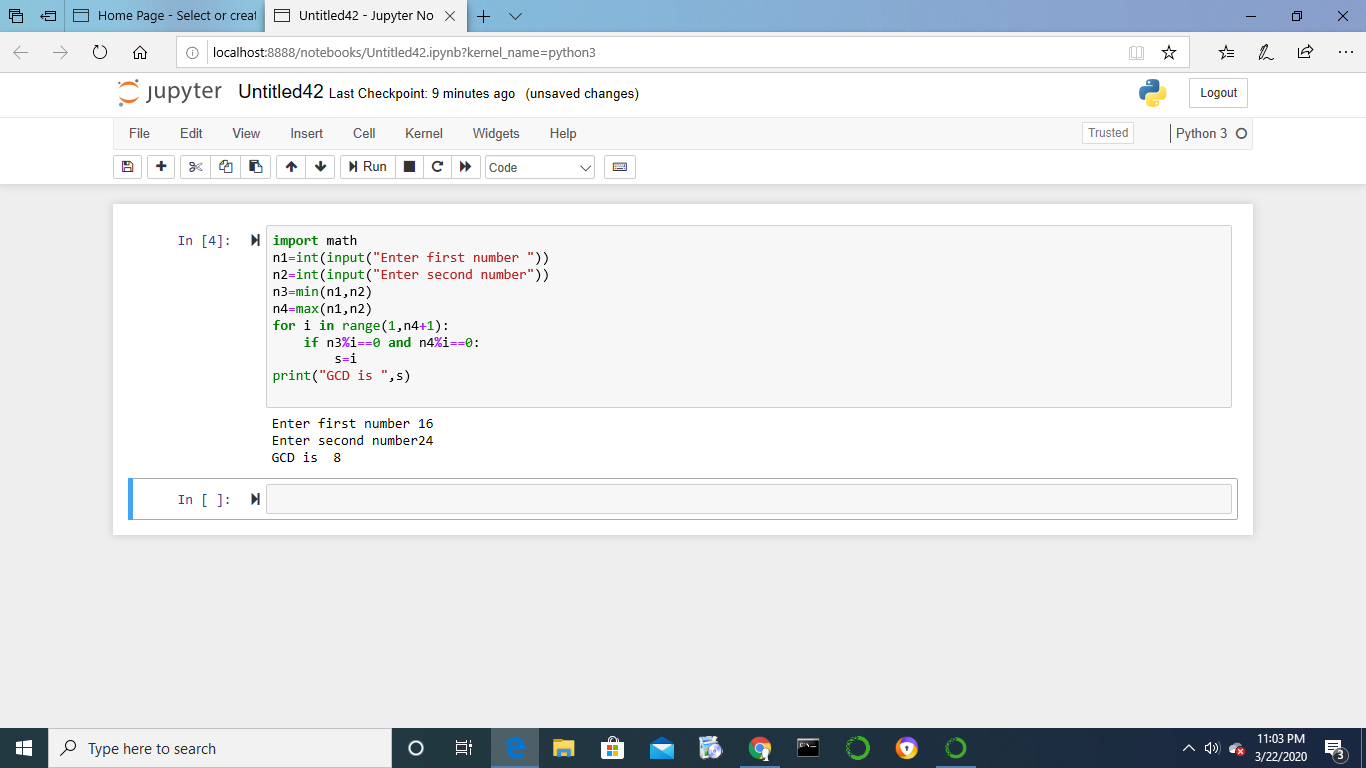 Home Page - Select or creat
Untitled42 - Jupyter No
localhost:8888/notebooks/Untitled42.ipynb?kernel_name=python3
jupyter Untitled42 Last Checkpoint: 9 minutes ago (unsaved changes)
Logout
File Edit View Insert Cell Kernel Widgets Help
Trusted
Python 3
Run
Code
In [4]:
import math
n1=int(input("Enter first number "))
n2=int(input("Enter second number"))
n3=min(n1,n2)
n4=max(n1,n2)
for i in range(1,n4+1):
    if n3%i==0 and n4%i==0:
        s=i
print("GCD is ",s)
Enter first number 16
Enter second number24
GCD is  8
In [ ]:
Type here to search
11:03 PM
3/22/2020
3